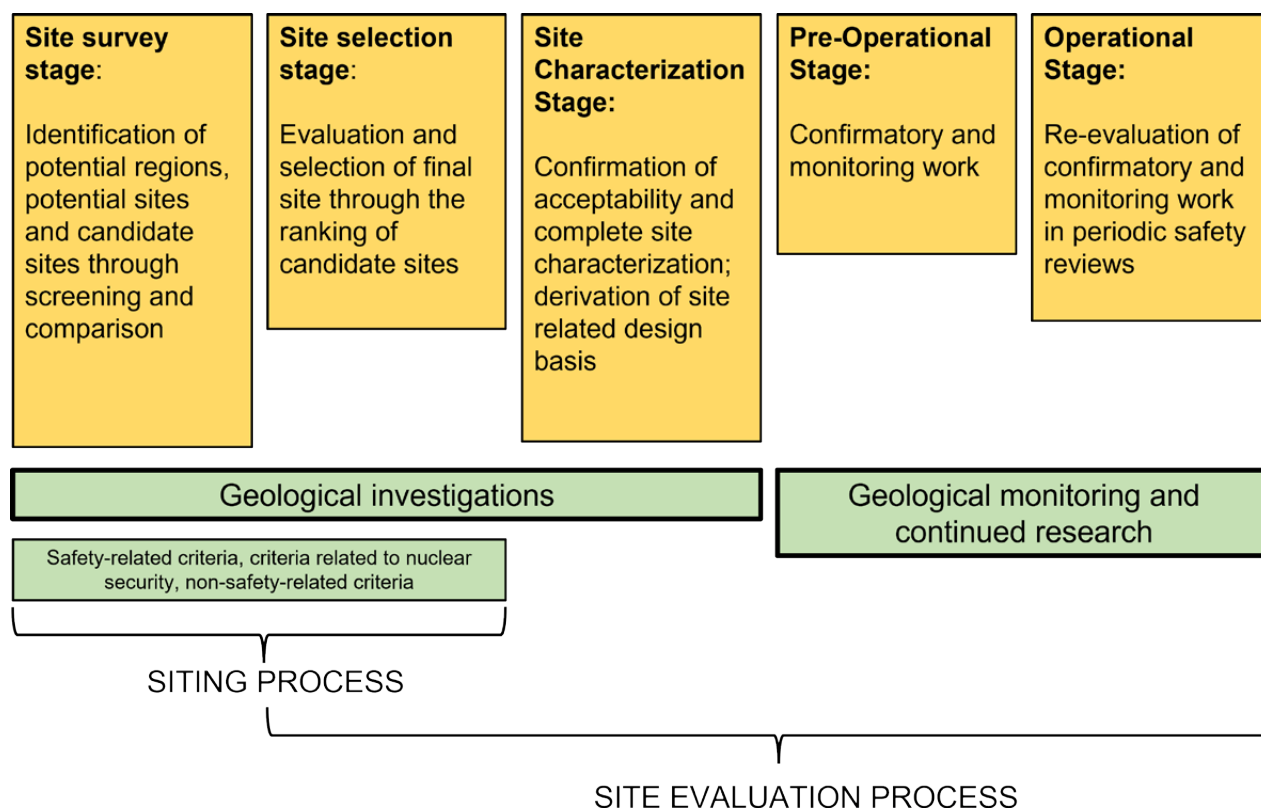 Site survey
stage:
Identification of
potential regions,
potential sites
and candidate
sites through
screening and
comparison
Site selection
stage:
Evaluation and
selection of final
site through the
ranking of
candidate sites
Site
Characterization
Stage:
Confirmation of
acceptability and
complete site
characterization;
derivation of site
related design
basis
Pre-Operational
Stage:
Confirmatory and
monitoring work
Operational
Stage:
Re-evaluation of
confirmatory and
monitoring work
in periodic safety
reviews
Geological investigations
Geological monitoring and
continued research
Safety-related criteria, criteria related to nuclear
security, non-safety-related criteria
SITING PROCESS
SITE EVALUATION PROCESS